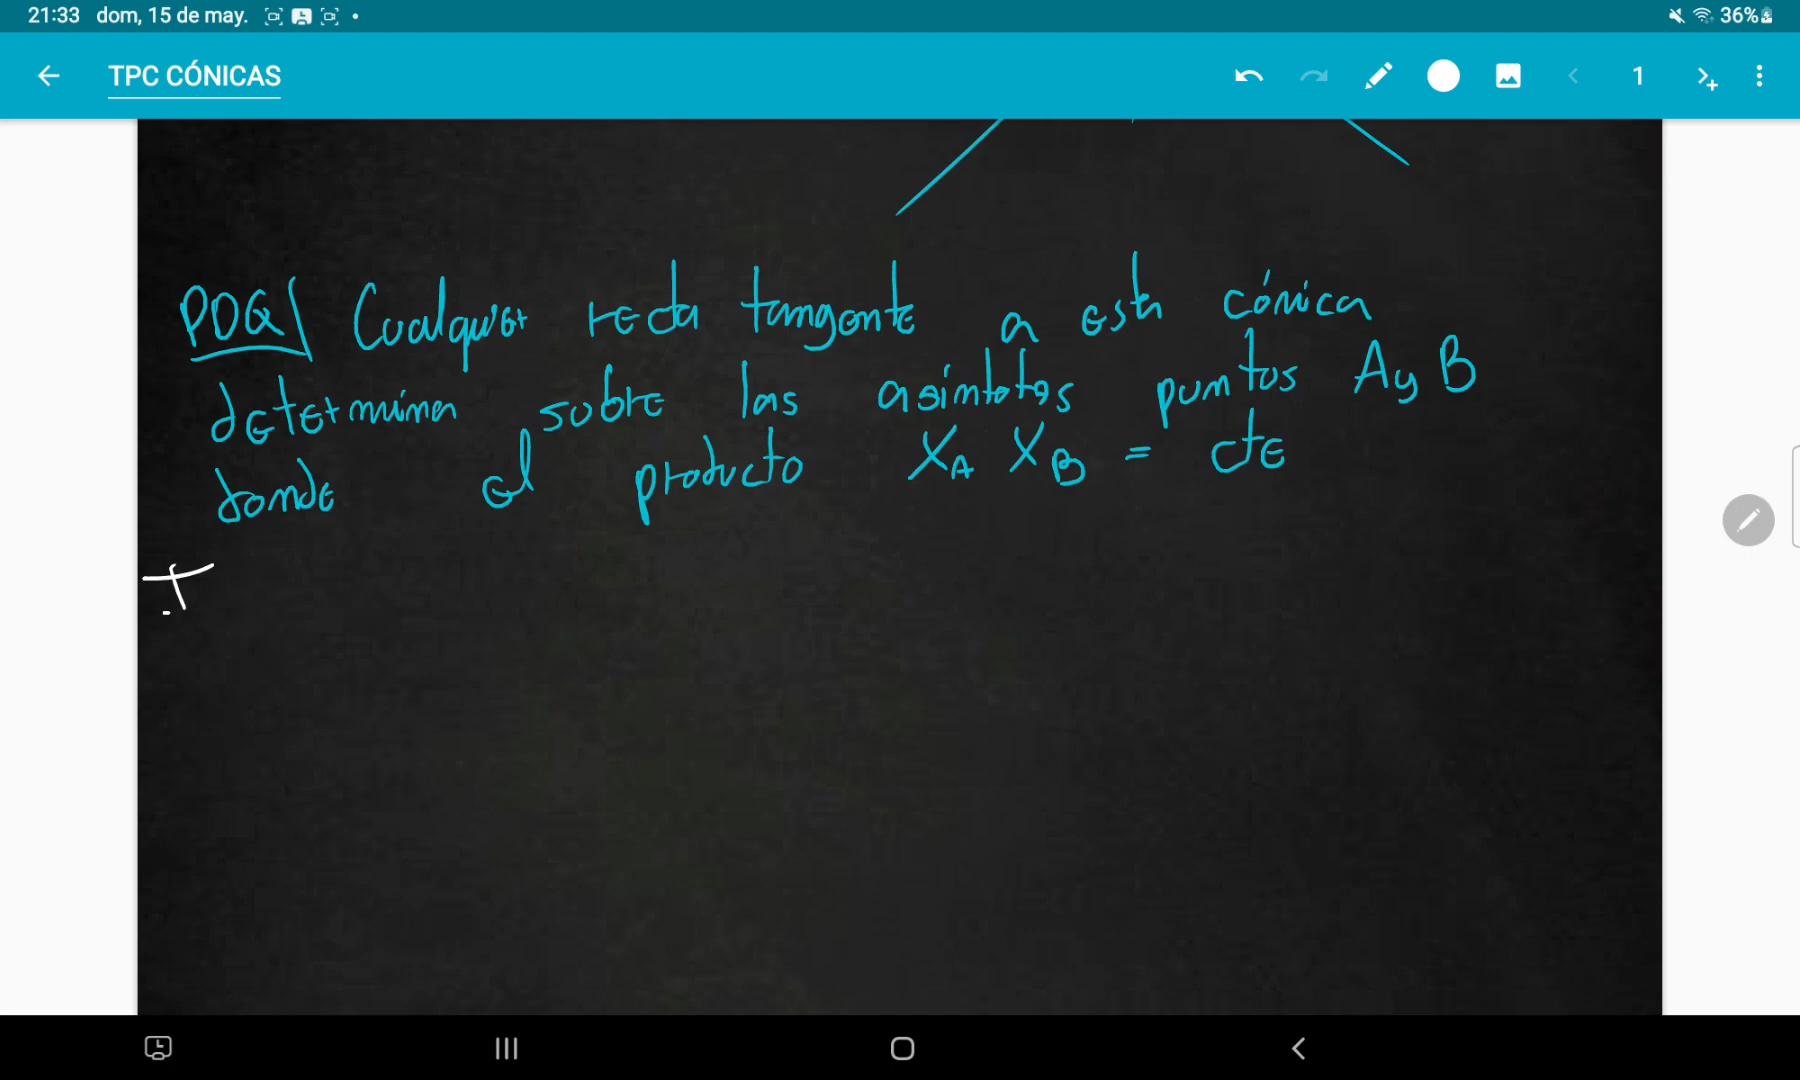 21:33 dom, 15 de may. 36%
TPC CÓNICAS 1
PDQ/ Cualquier recta tangente a esta cónica
determina sobre las asíntotas puntos A y B
donde el producto X_A X_B = cte
T